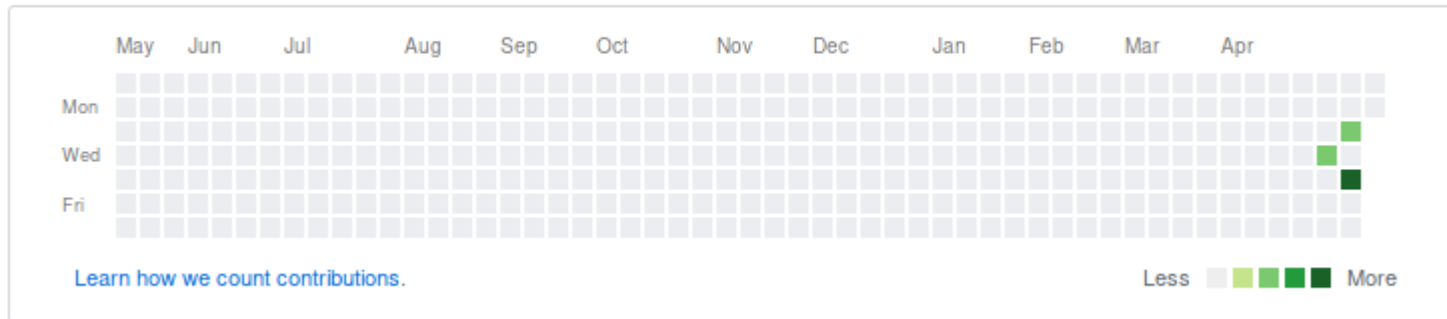 May Jun Jul Aug Sep Oct Nov Dec Jan Feb Mar Apr
Mon
Wed
Fri
Learn how we count contributions. Less More